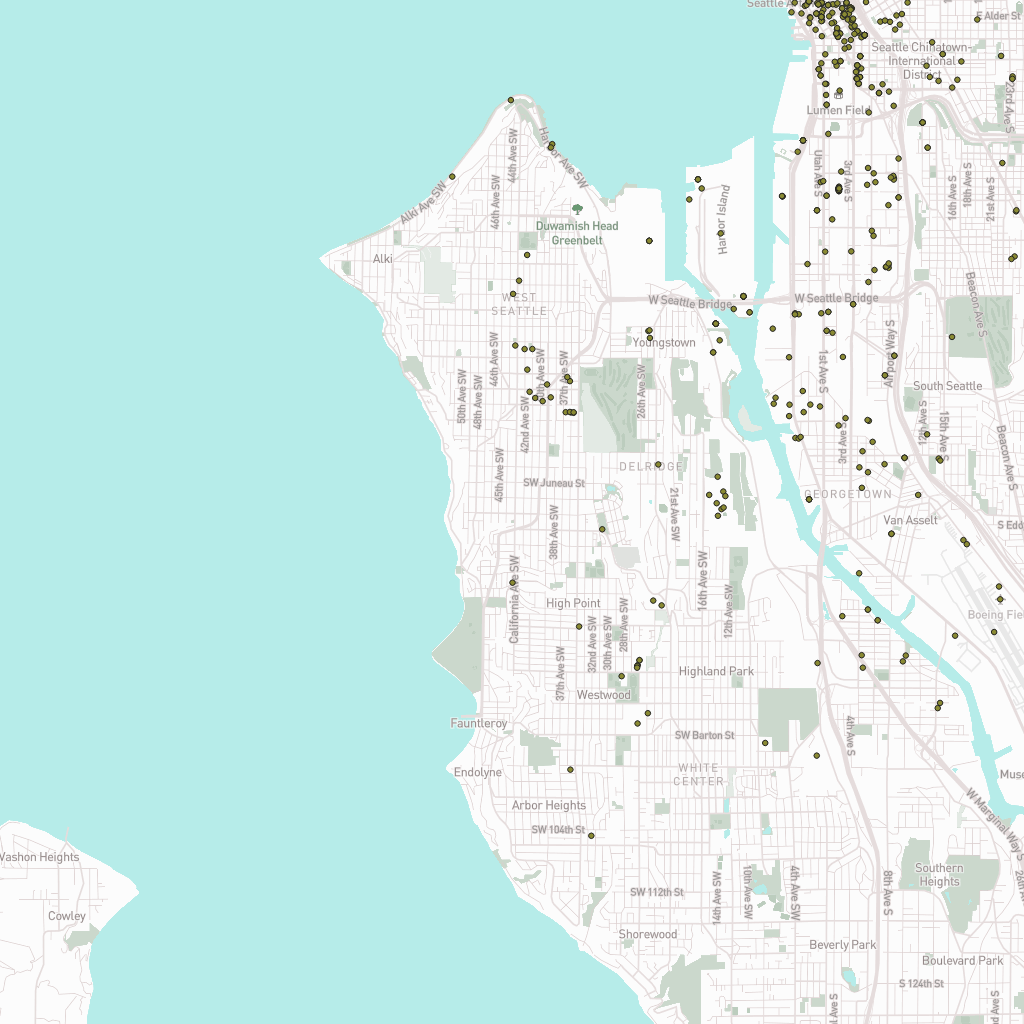 E Alder St
Seattle Chinatown-
International
District
23rd Ave S
Lumen Field
Harbor Ave SW
44th Ave SW
Utah Ave S
3rd Ave S
16th Ave S
18th Ave S
21st Ave S
Alki Ave SW
46th Ave SW
Harbor Island
Duwamish Head
Greenbelt
Alki
WEST
SEATTLE
W Seattle Bridge
W Seattle Bridge
Beacon Ave S
Youngstown
1st Ave S
Airport Way S
South Seattle
46th Ave SW
37th Ave SW
50th Ave SW
48th Ave SW
26th Ave SW
42nd Ave SW
15th Ave S
3rd Ave S
Beacon Ave S
DELRIDGE
45th Ave SW
SW Juneau St
21st Ave SW
GEORGETOWN
Van Asselt
38th Ave SW
16th Ave SW
California Ave SW
High Point
12th Ave SW
28th Ave SW
32nd Ave SW
30th Ave SW
37th Ave SW
Highland Park
Westwood
Fauntleroy
SW Barton St
4th Ave S
Endolyne
WHITE
CENTER
Arbor Heights
W Marginal Way S
SW 104th St
Cowley
Southern
Heights
SW 112th St
14th Ave SW
10th Ave SW
4th Ave SW
8th Ave S
Shorewood
Beverly Park
Boulevard Park
S 124th St